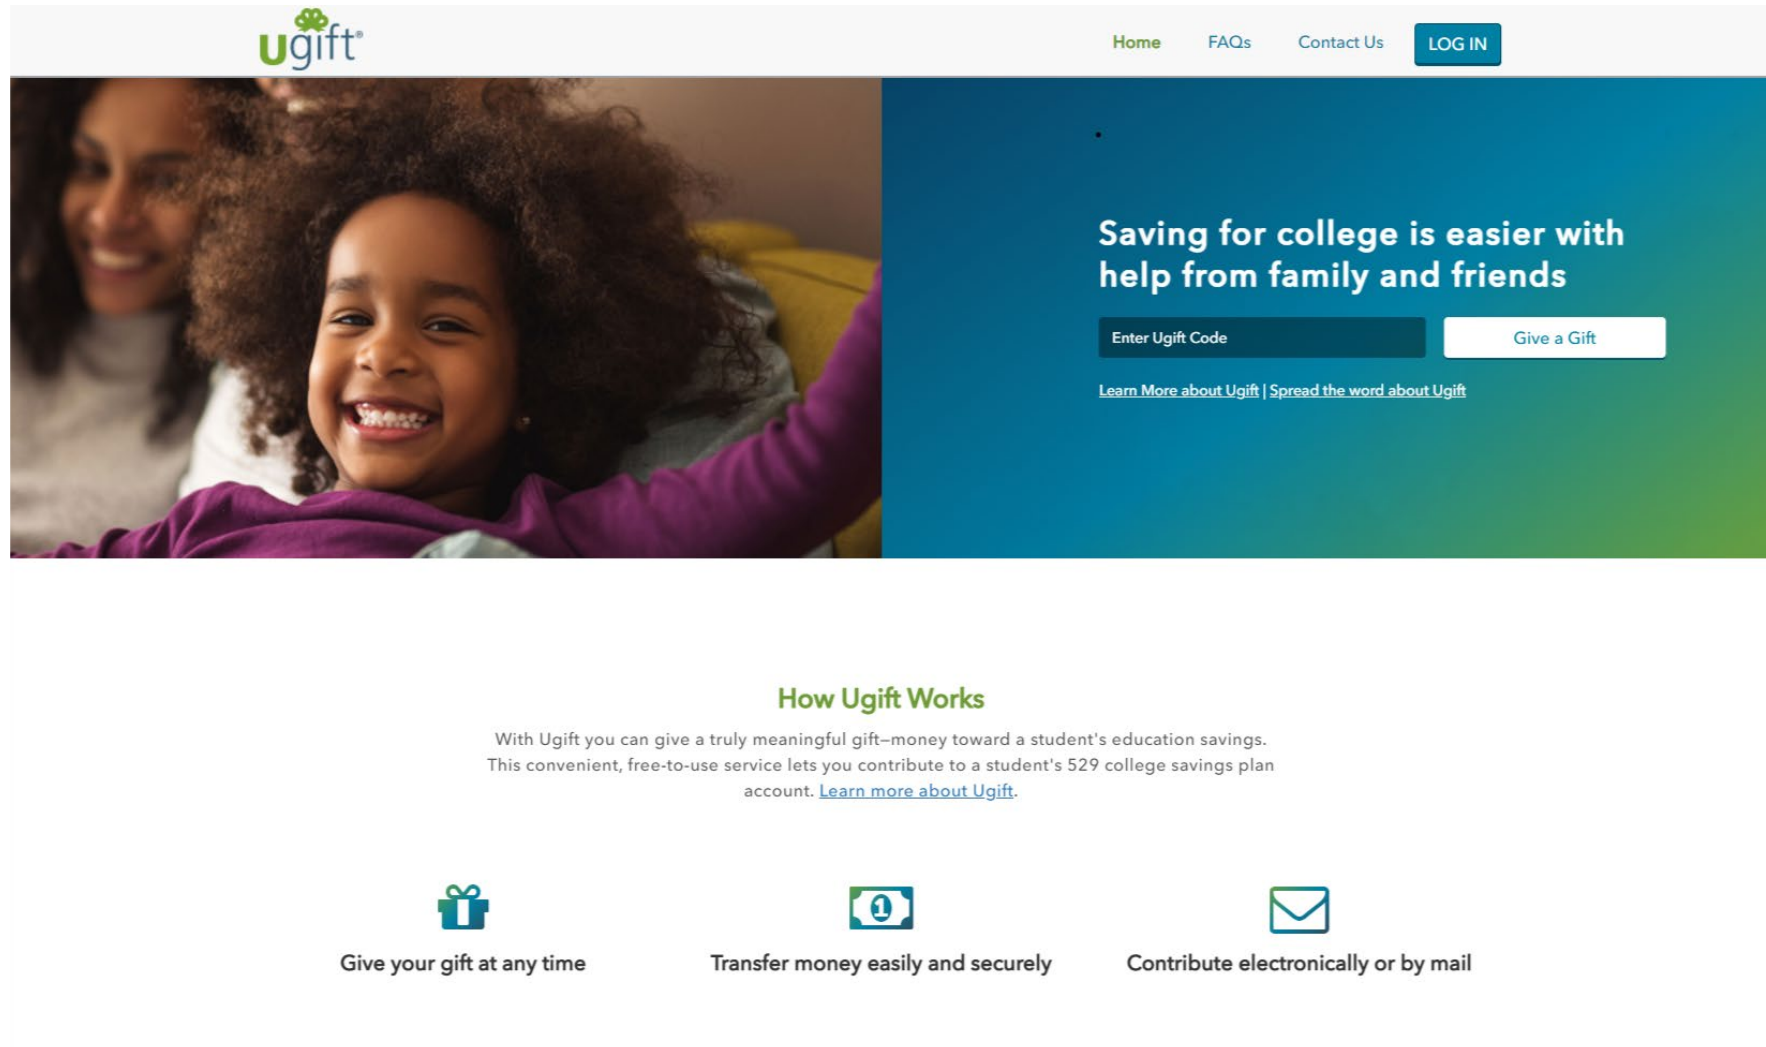 Ugift®
Home FAQs Contact Us LOG IN
Saving for college is easier with
help from family and friends
Enter Ugift Code Give a Gift
Learn More about Ugift | Spread the word about Ugift
How Ugift Works
With Ugift you can give a truly meaningful gift—money toward a student's education savings.
This convenient, free-to-use service lets you contribute to a student's 529 college savings plan
account. Learn more about Ugift.
1
Give your gift at any time
Transfer money easily and securely
Contribute electronically or by mail